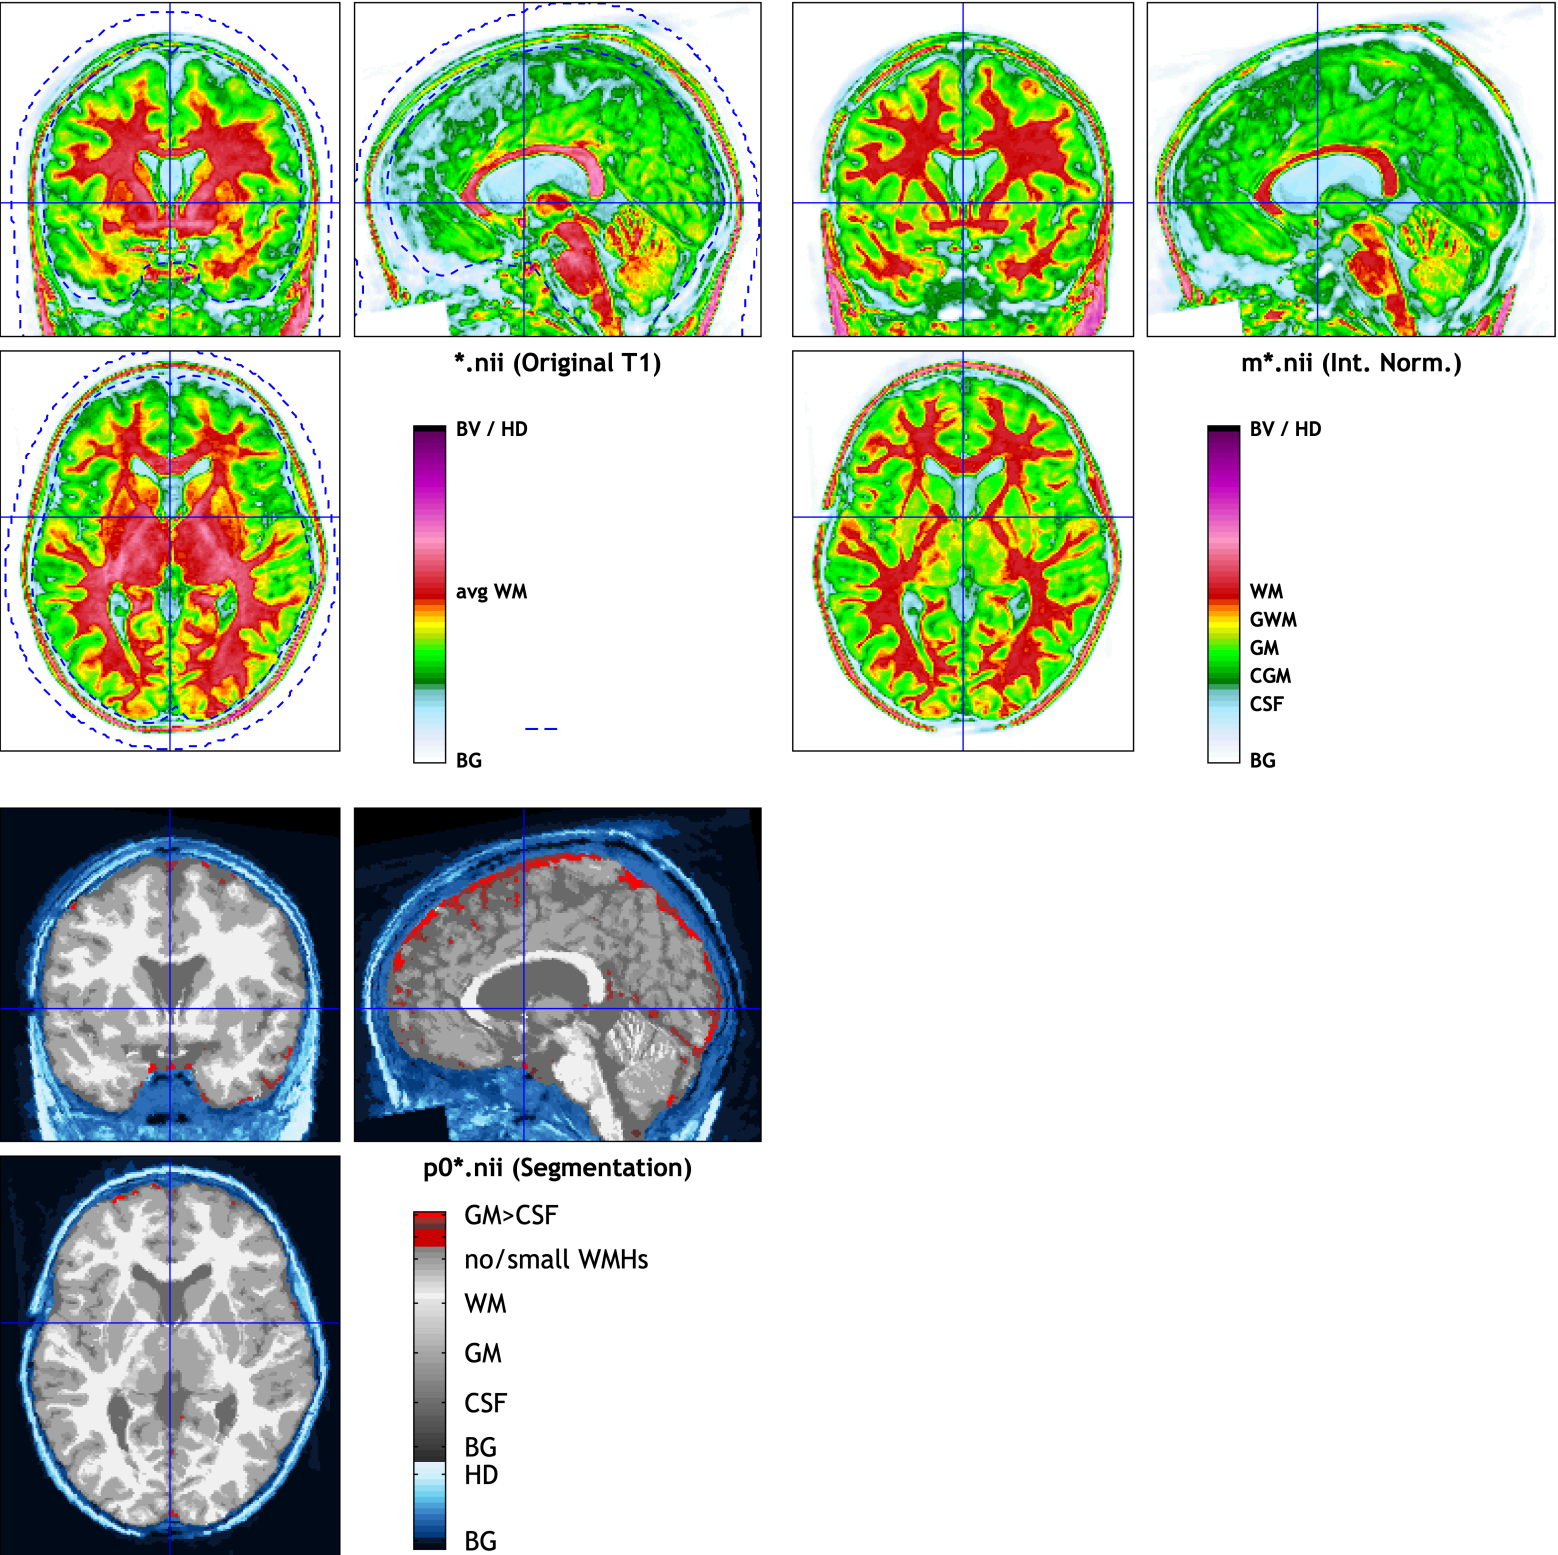 *.nii (Original T1)
BV / HD
avg WM
BG
m*.nii (Int. Norm.)
BV / HD
WM
GWM
GM
CGM
CSF
BG
p0*.nii (Segmentation)
GM>CSF
no/small WMHs
WM
GM
CSF
BG
HD
BG